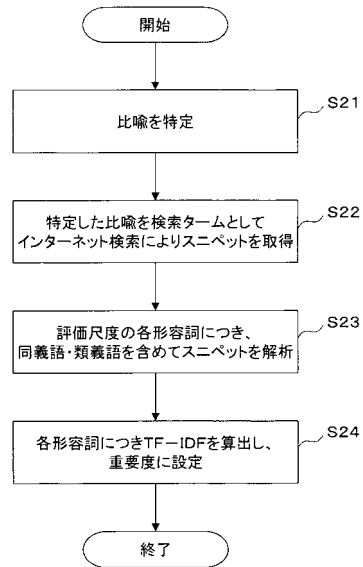 開始
比喩を特定
S21
特定した比喩を検索タームとして
インターネット検索によりスニペットを取得
S22
評価尺度の各形容詞につき、
同義語・類義語を含めてスニペットを解析
S23
各形容詞につきTF－IDFを算出し、
重要度に設定
S24
終了